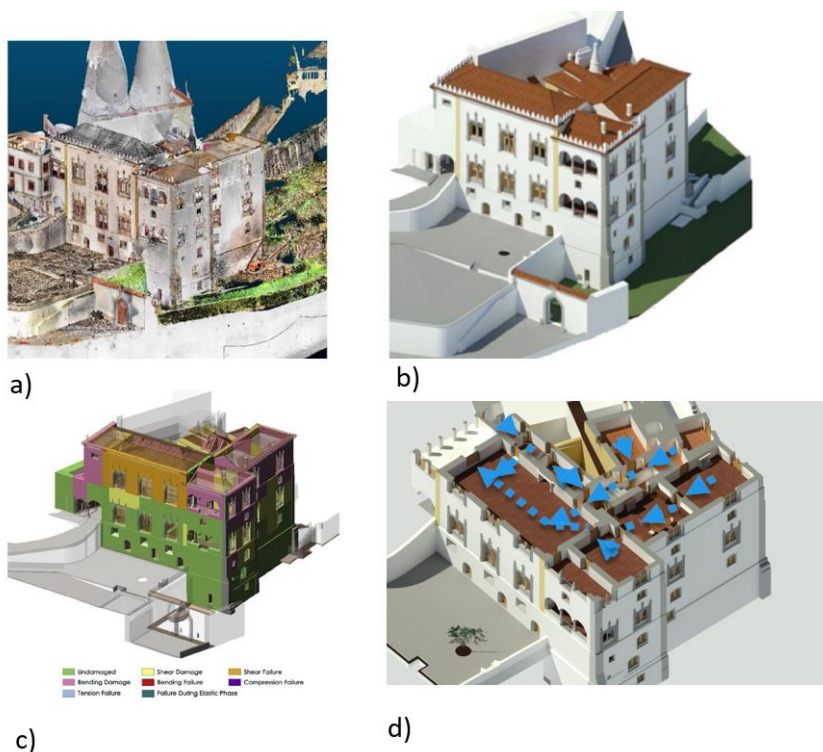 a)
b)
Undamaged
Shear Damage
Shear Failure
Bending Damage
Bending Failure
Compression Failure
Tension Failure
Failure During Elastic Phase
c)
d)